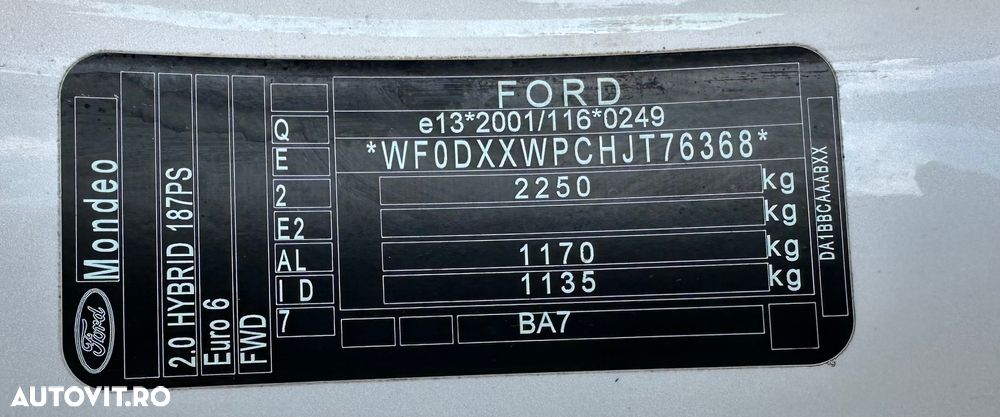 FORD
e13*2001/116*0249
*WF0DXXWPCHJT76368*
2250 kg
kg
1170 kg
1135 kg
BA7
Q
E
2
E2
AL
I D
7
Ford
Mondeo
2.0 HYBRID 187PS
Euro 6
FWD
DA1BBCAAABXX
AUTOVIT.RO